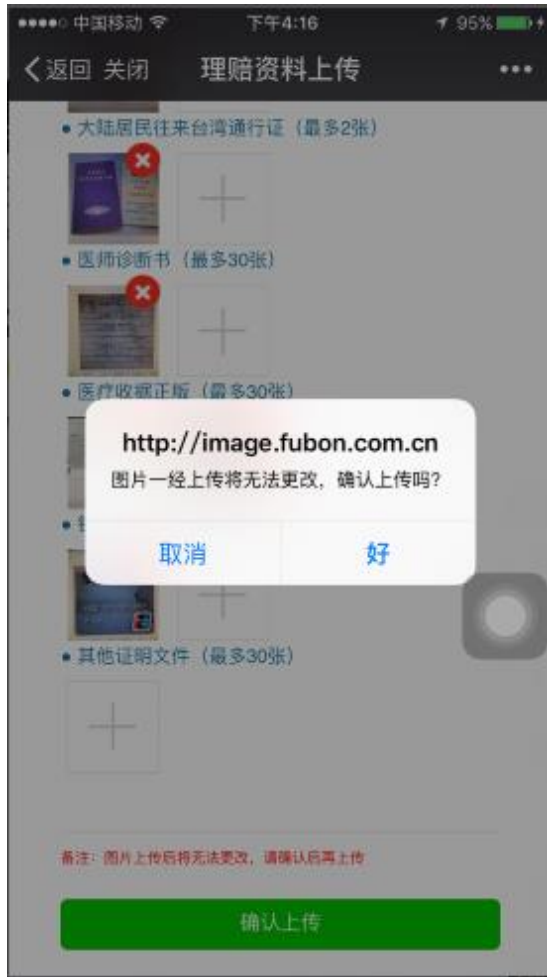 中国移动 下午4:16 95%
返回 关闭 理赔资料上传
大陆居民往来台湾通行证（最多2张）
医师诊断书（最多30张）
医疗收据正版（最多30张）
http://image.fubon.com.cn
图片一经上传将无法更改，确认上传吗？
取消 好
其他证明文件（最多30张）
备注：图片上传后将无法更改，请确认后再上传
确认上传